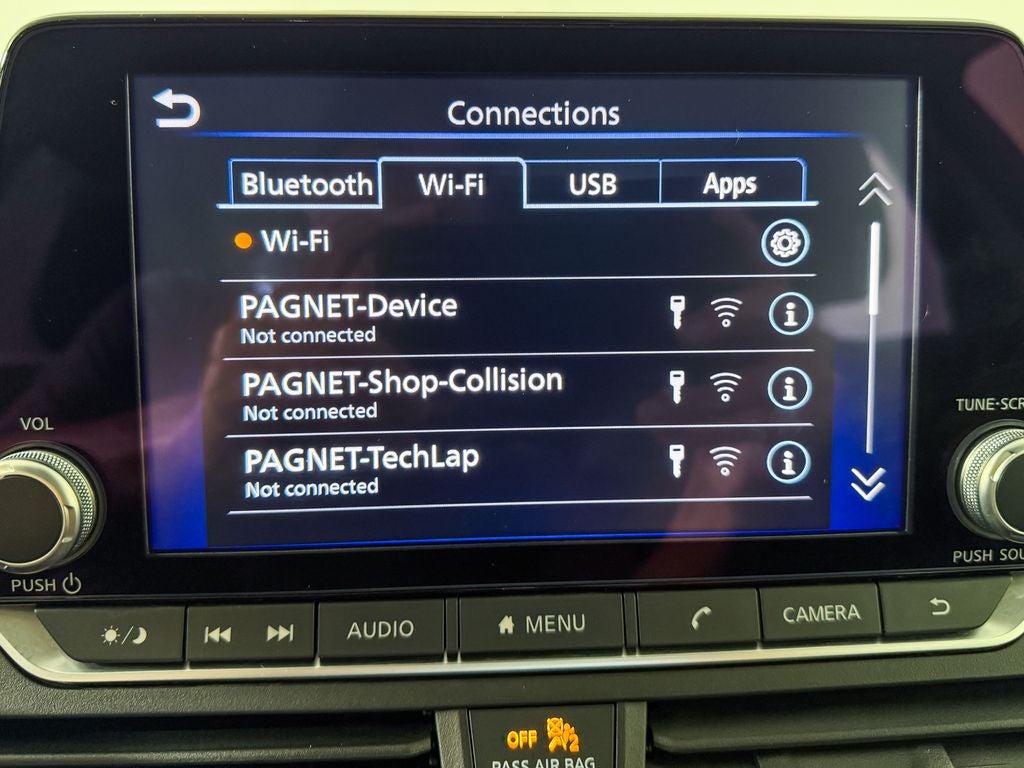 Connections
Bluetooth Wi-Fi USB Apps
Wi-Fi
PAGNET-Device
Not connected
PAGNET-Shop-Collision
Not connected
PAGNET-TechLap
Not connected
VOL
TUNE·SCR
PUSH
PUSH SOU
AUDIO
MENU
CAMERA
OFF 2
PASS AIR BAG